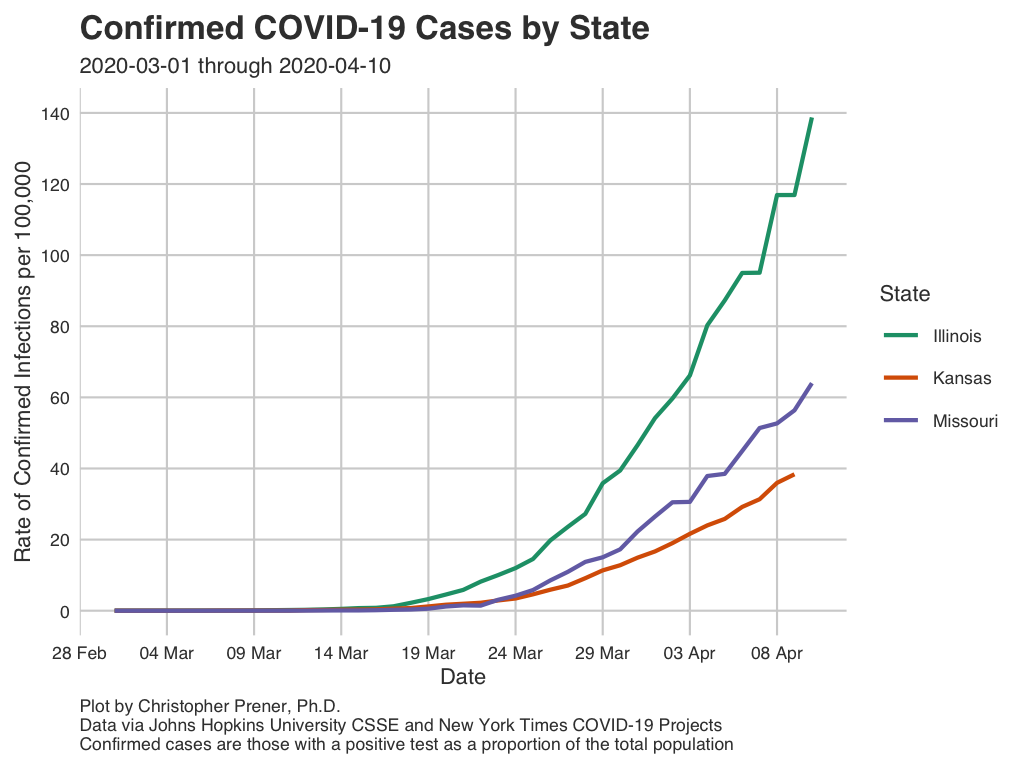 Confirmed COVID-19 Cases by State
2020-03-01 through 2020-04-10
Rate of Confirmed Infections per 100,000
140
120
100
80
60
40
20
0
28 Feb
04 Mar
09 Mar
14 Mar
19 Mar
24 Mar
29 Mar
03 Apr
08 Apr
Date
State
Illinois
Kansas
Missouri
Plot by Christopher Prener, Ph.D.
Data via Johns Hopkins University CSSE and New York Times COVID-19 Projects
Confirmed cases are those with a positive test as a proportion of the total population